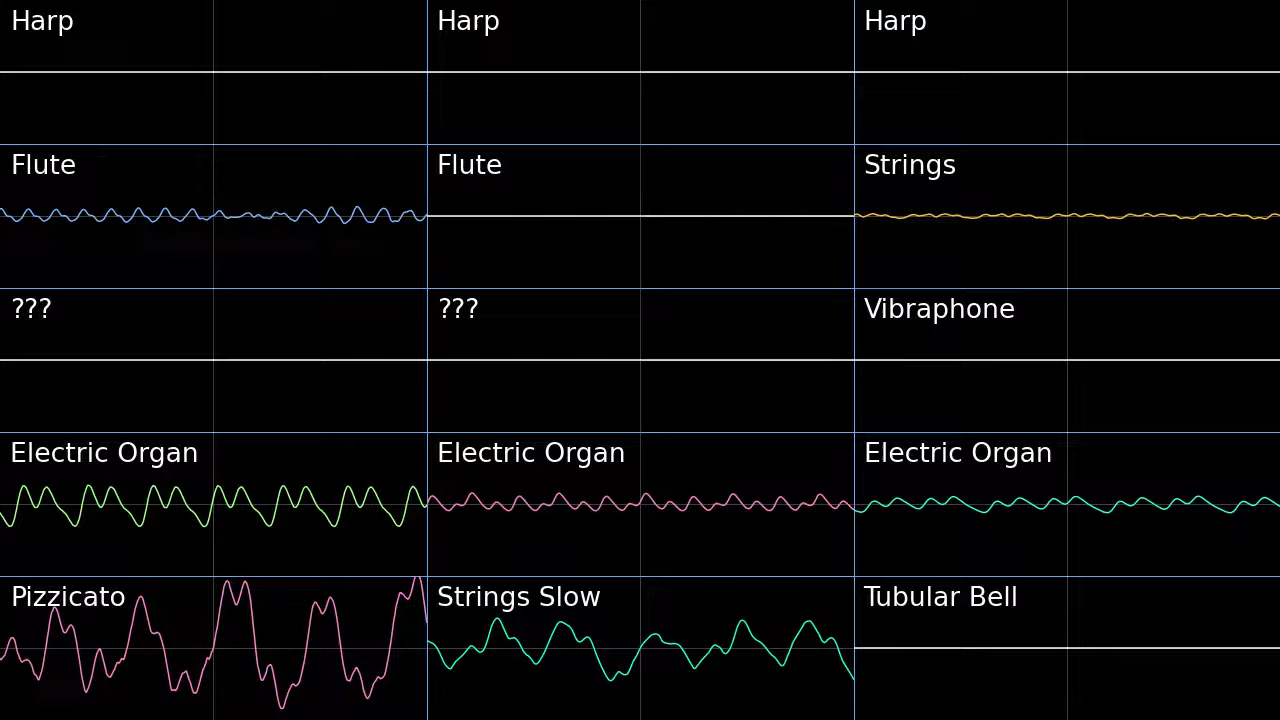 Harp
Harp
Harp
Flute
Flute
Strings
???
???
Vibraphone
Electric Organ
Electric Organ
Electric Organ
Pizzicato
Strings Slow
Tubular Bell